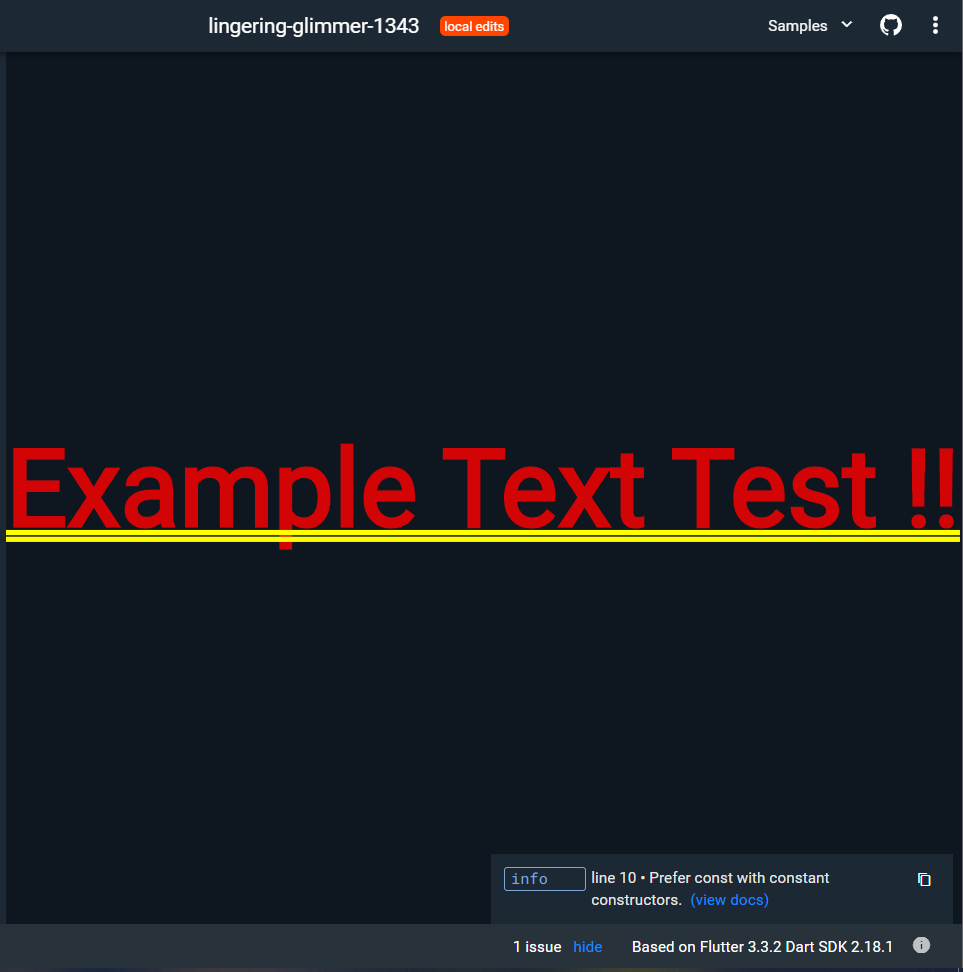 lingering-glimmer-1343 local edits Samples
Example Text Test !!
info line 10 • Prefer const with constant
constructors. (view docs)
1 issue hide Based on Flutter 3.3.2 Dart SDK 2.18.1